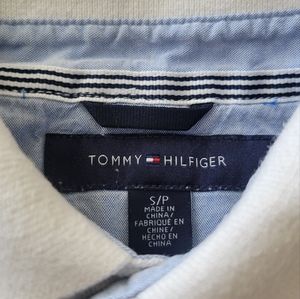 TOMMY HILFIGER
S/P
MADE IN
CHINA/
FABRIQUÉ EN
CHINE/
HECHO EN
CHINA